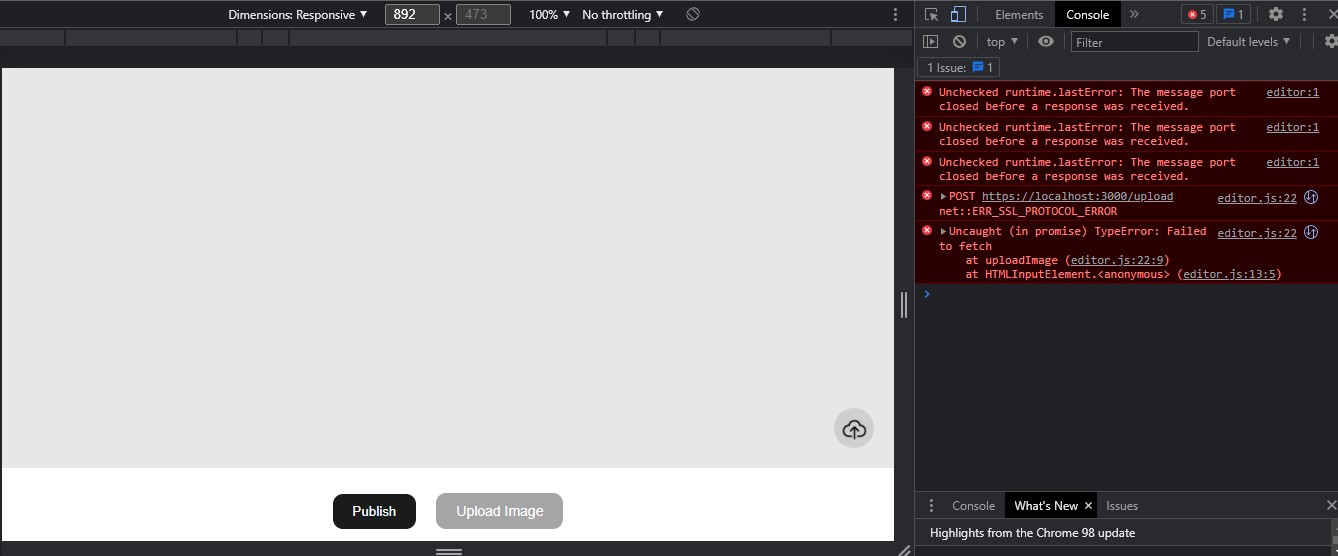 Dimensions: Responsive ▼ 892 × 473 100% ▼ No throttling ▼
Elements Console » 5 1
top ▼ Filter Default levels ▼
1 Issue: 1
Unchecked runtime.lastError: The message port editor:1
closed before a response was received.
Unchecked runtime.lastError: The message port editor:1
closed before a response was received.
Unchecked runtime.lastError: The message port editor:1
closed before a response was received.
▶POST https://localhost:3000/upload editor.js:22
net::ERR_SSL_PROTOCOL_ERROR
▶Uncaught (in promise) TypeError: Failed editor.js:22
to fetch
at uploadImage (editor.js:22:9)
at HTMLInputElement.<anonymous> (editor.js:13:5)
Publish Upload Image
Console What's New × Issues
Highlights from the Chrome 98 update